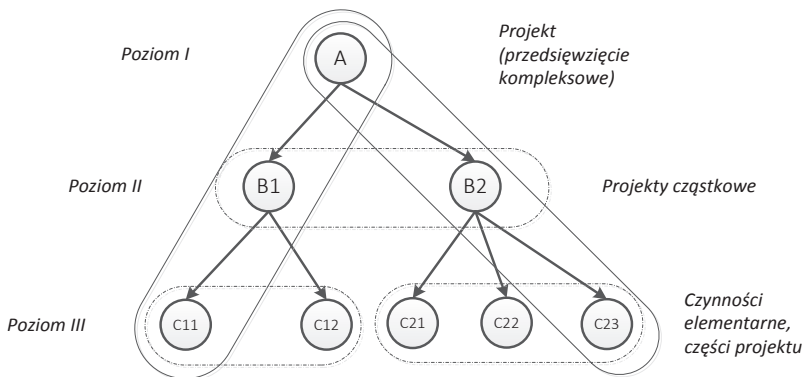 Poziom I
A
Projekt
(przedsięwzięcie
kompleksowe)
Poziom II
B1
B2
Projekty cząstkowe
Poziom III
C11
C12
C21
C22
C23
Czynności
elementarne,
części projektu